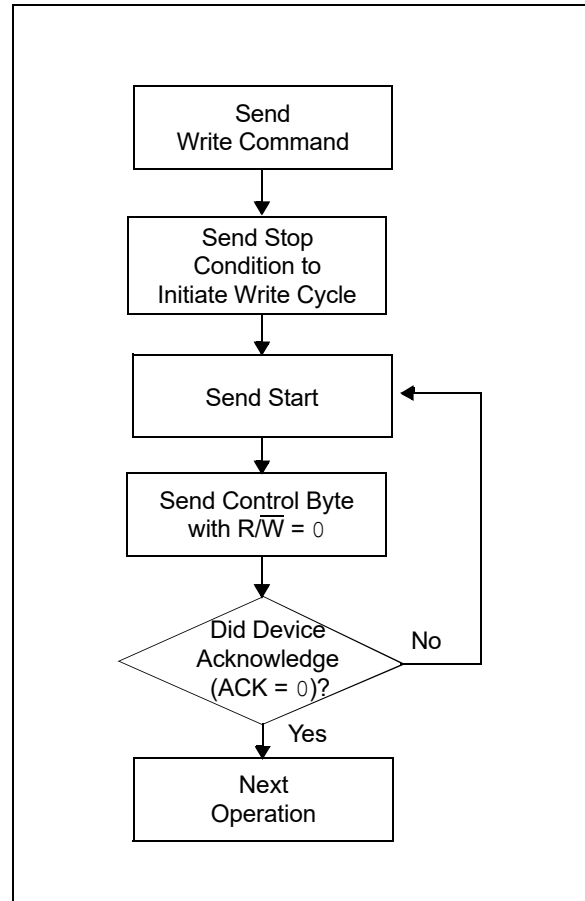 Send
Write Command
Send Stop
Condition to
Initiate Write Cycle
Send Start
Send Control Byte
with R/W̅ = 0
Did Device
Acknowledge
(ACK = 0)?
No
Yes
Next
Operation